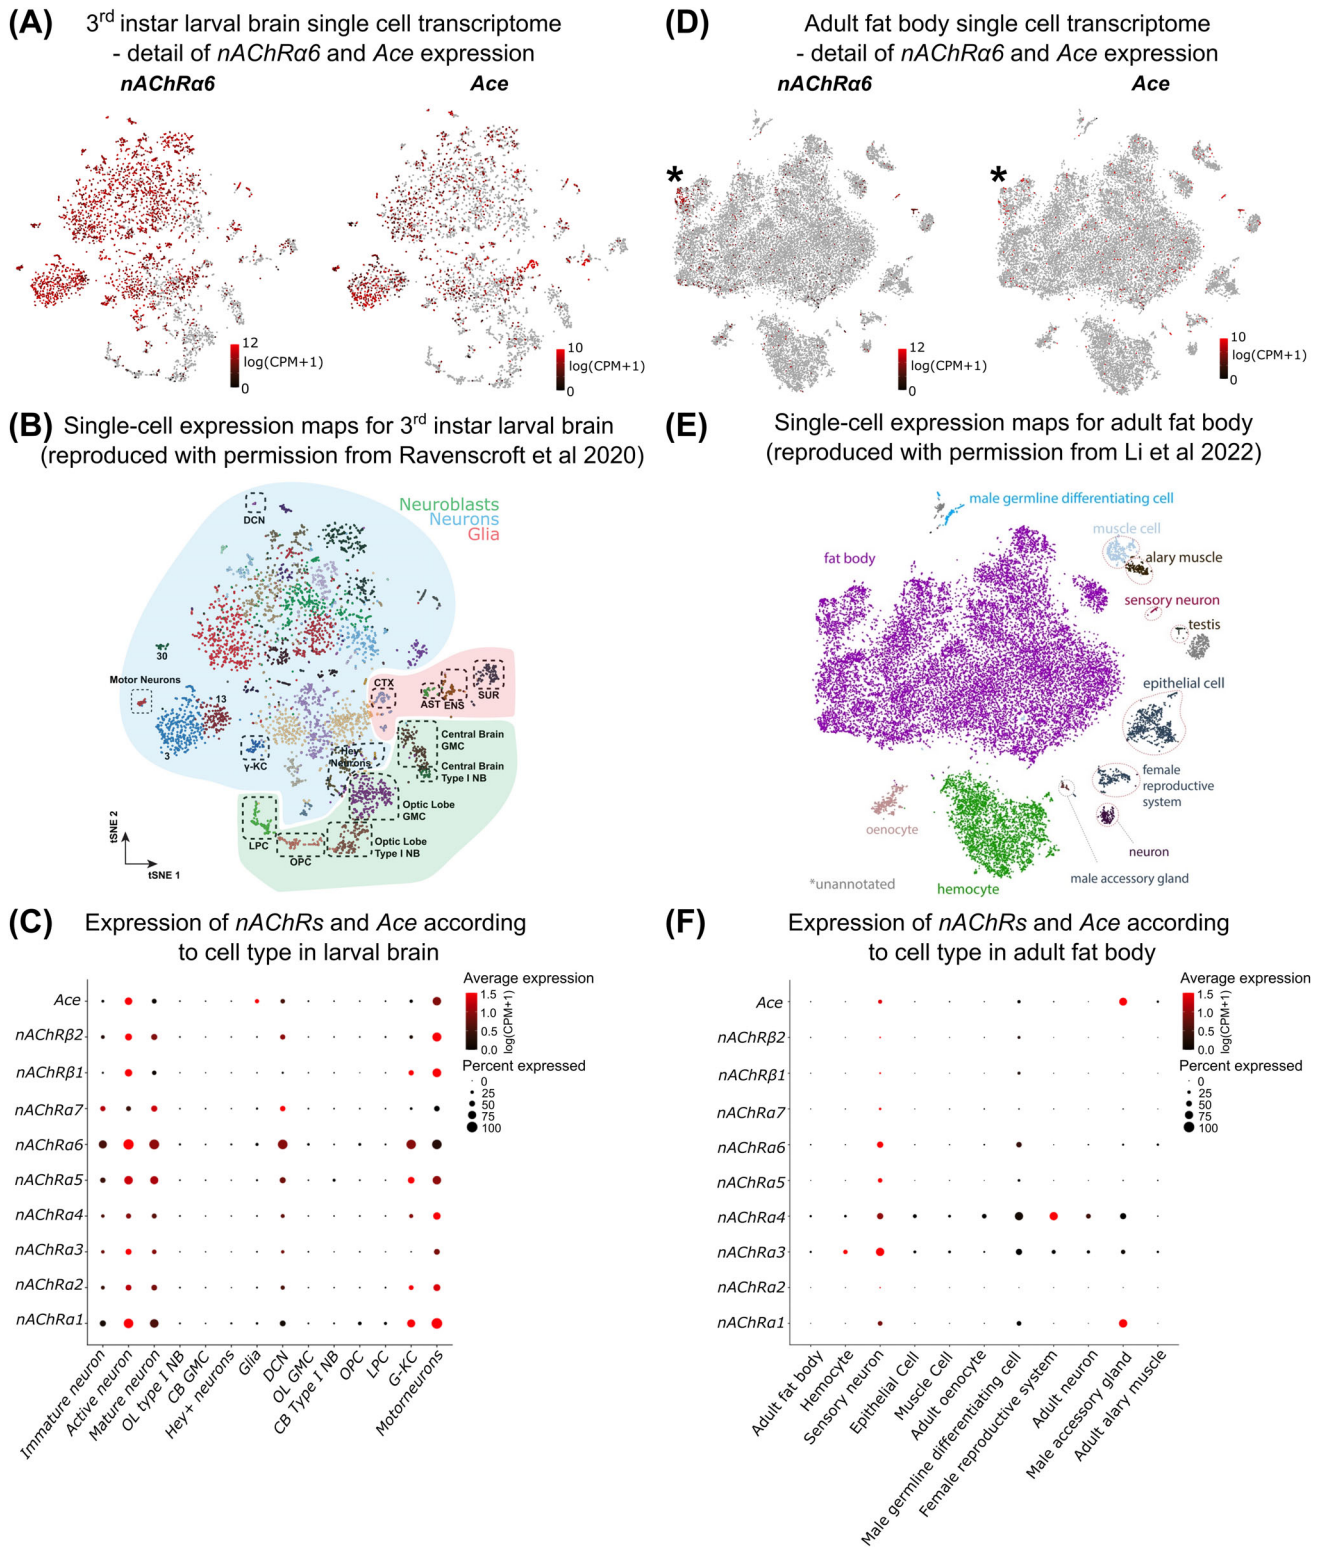 (A) 3rd instar larval brain single cell transcriptome
- detail of nAChRα6 and Ace expression
nAChRα6
Ace
12
log(CPM+1)
0
10
log(CPM+1)
0
(D) Adult fat body single cell transcriptome
- detail of nAChRα6 and Ace expression
nAChRα6
Ace
*
*
12
log(CPM+1)
0
10
log(CPM+1)
0
(B) Single-cell expression maps for 3rd instar larval brain
(reproduced with permission from Ravenscroft et al 2020)
Neuroblasts
Neurons
Glia
DCN
30
Motor Neurons
13
3
γ-KC
CTX
AST
ENS
SUR
Hey
Neurons
Central Brain
GMC
Central Brain
Type I NB
Optic Lobe
GMC
Optic Lobe
Type I NB
LPC
OPC
tSNE 2
tSNE 1
(E) Single-cell expression maps for adult fat body
(reproduced with permission from Li et al 2022)
male germline differentiating cell
muscle cell
alary muscle
fat body
sensory neuron
testis
epithelial cell
female
reproductive
system
oenocyte
neuron
male accessory gland
*unannotated
hemocyte
(C) Expression of nAChRs and Ace according
to cell type in larval brain
Ace
nAChRβ2
nAChRβ1
nAChRα7
nAChRα6
nAChRα5
nAChRα4
nAChRα3
nAChRα2
nAChRα1
Immature neuron
Active neuron
Mature neuron
OL type I NB
CB GMC
Hey+ neurons
Glia
DCN
OL GMC
CB Type I NB
OPC
LPC
G-KC
Motorneurons
Average expression
1.5
1.0
0.5
0.0
log(CPM+1)
Percent expressed
0
25
50
75
100
(F) Expression of nAChRs and Ace according
to cell type in adult fat body
Ace
nAChRβ2
nAChRβ1
nAChRα7
nAChRα6
nAChRα5
nAChRα4
nAChRα3
nAChRα2
nAChRα1
Adult fat body
Hemocyte
Sensory neuron
Epithelial Cell
Muscle Cell
Adult oenocyte
Male germline differentiating cell
Female reproductive system
Adult neuron
Male accessory gland
Adult alary muscle
Average expression
1.5
1.0
0.5
0.0
log(CPM+1)
Percent expressed
0
25
50
75
100